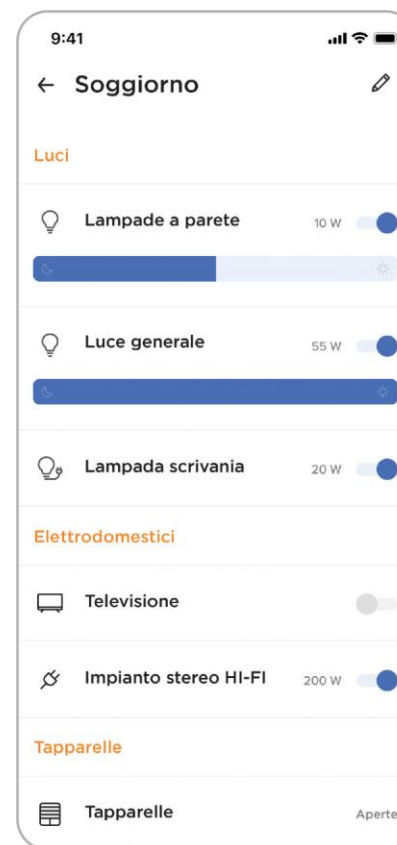 9:41
Soggiorno
Luci
Lampade a parete 10 W
Luce generale 55 W
Lampada scrivania 20 W
Elettrodomestici
Televisione
Impianto stereo HI-FI 200 W
Tapparelle
Tapparelle Aperte